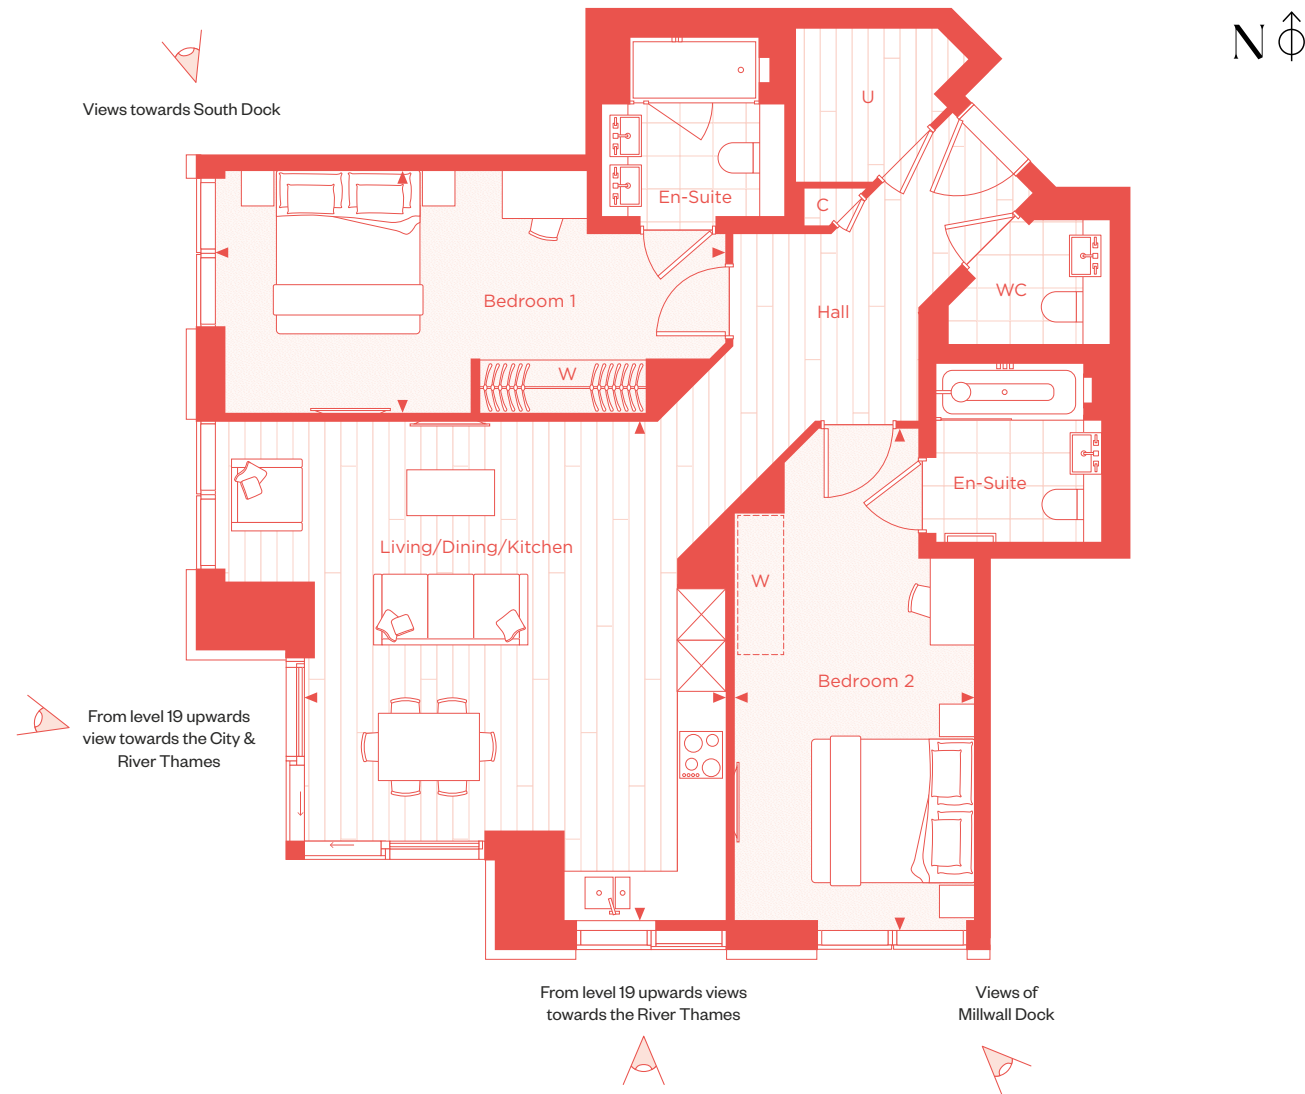 N
Views towards South Dock
U
En-Suite
C
Bedroom 1
Hall
WC
W
En-Suite
Living/Dining/Kitchen
W
Bedroom 2
From level 19 upwards
view towards the City &
River Thames
From level 19 upwards views
towards the River Thames
Views of
Millwall Dock